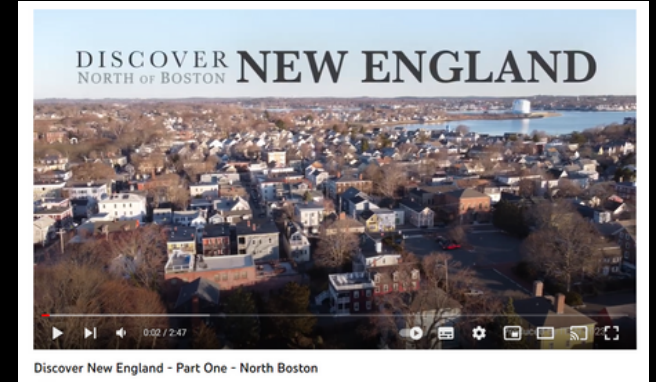 DISCOVER NEW ENGLAND
NORTH OF BOSTON
0:02 / 2:47
Discover New England - Part One - North Boston